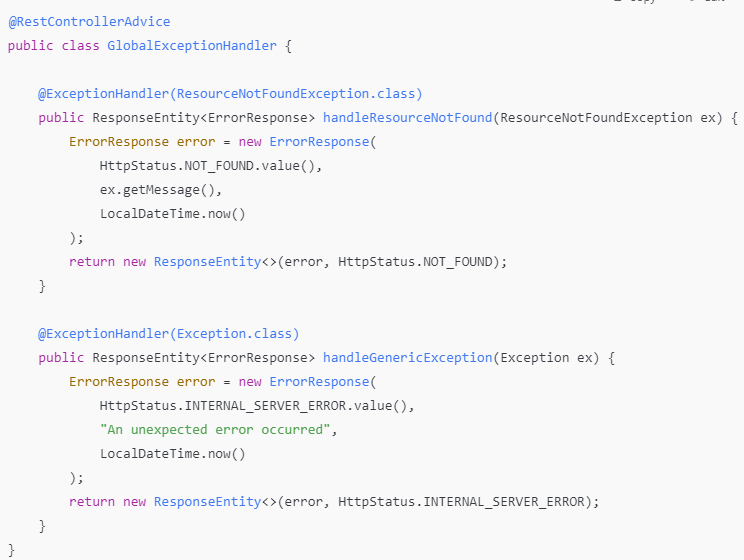 @RestControllerAdvice
public class GlobalExceptionHandler {

    @ExceptionHandler(ResourceNotFoundException.class)
    public ResponseEntity<ErrorResponse> handleResourceNotFound(ResourceNotFoundException ex) {
        ErrorResponse error = new ErrorResponse(
            HttpStatus.NOT_FOUND.value(),
            ex.getMessage(),
            LocalDateTime.now()
        );
        return new ResponseEntity<>(error, HttpStatus.NOT_FOUND);
    }

    @ExceptionHandler(Exception.class)
    public ResponseEntity<ErrorResponse> handleGenericException(Exception ex) {
        ErrorResponse error = new ErrorResponse(
            HttpStatus.INTERNAL_SERVER_ERROR.value(),
            "An unexpected error occurred",
            LocalDateTime.now()
        );
        return new ResponseEntity<>(error, HttpStatus.INTERNAL_SERVER_ERROR);
    }
}